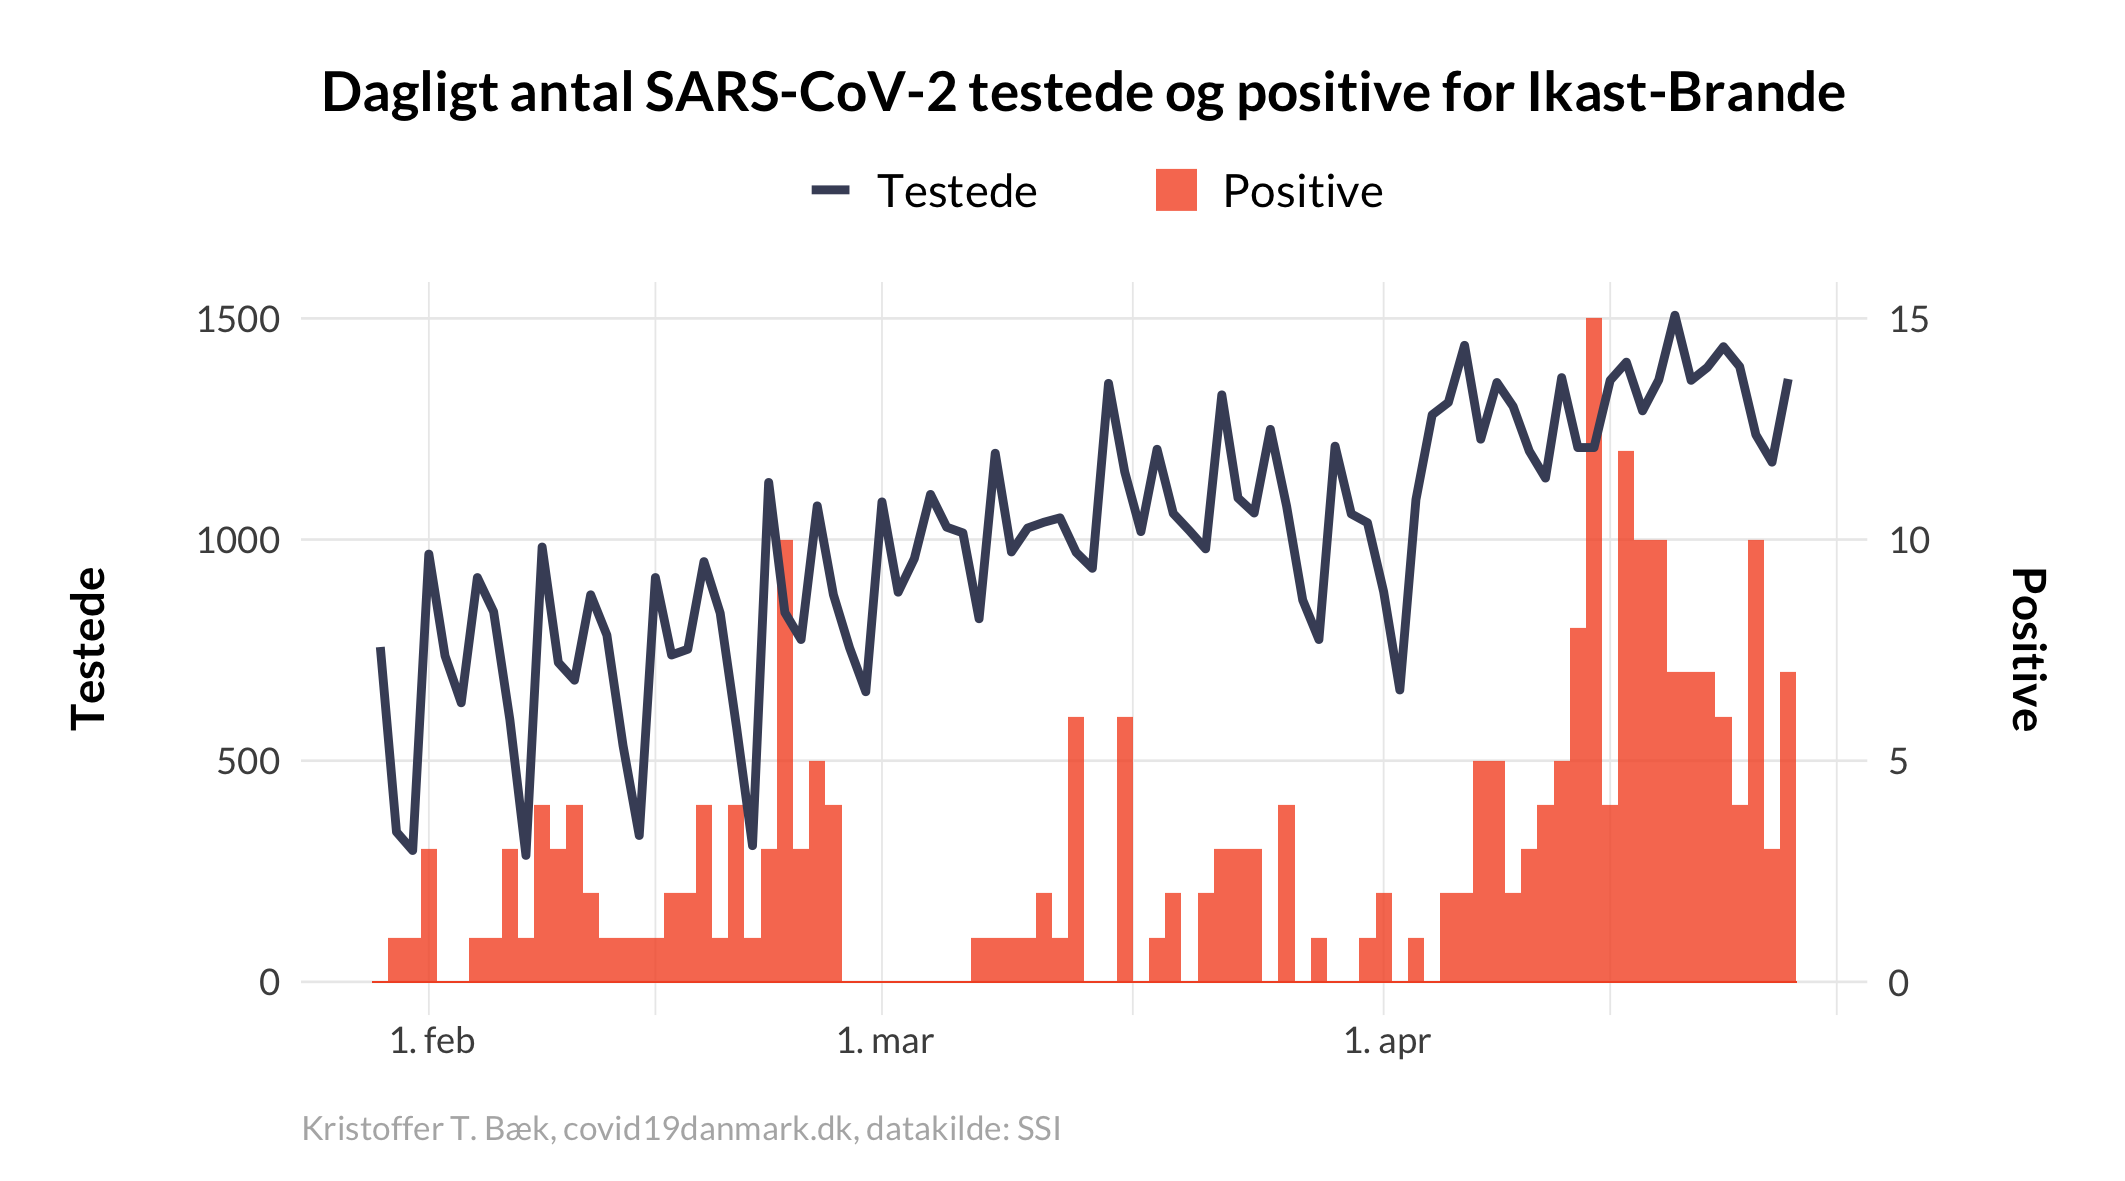 Dagligt antal SARS-CoV-2 testede og positive for Ikast-Brande
Testede
Positive
1500
1000
500
0
Testede
15
10
5
0
Positive
1. feb
1. mar
1. apr
Kristoffer T. Bæk, covid19danmark.dk, datakilde: SSI